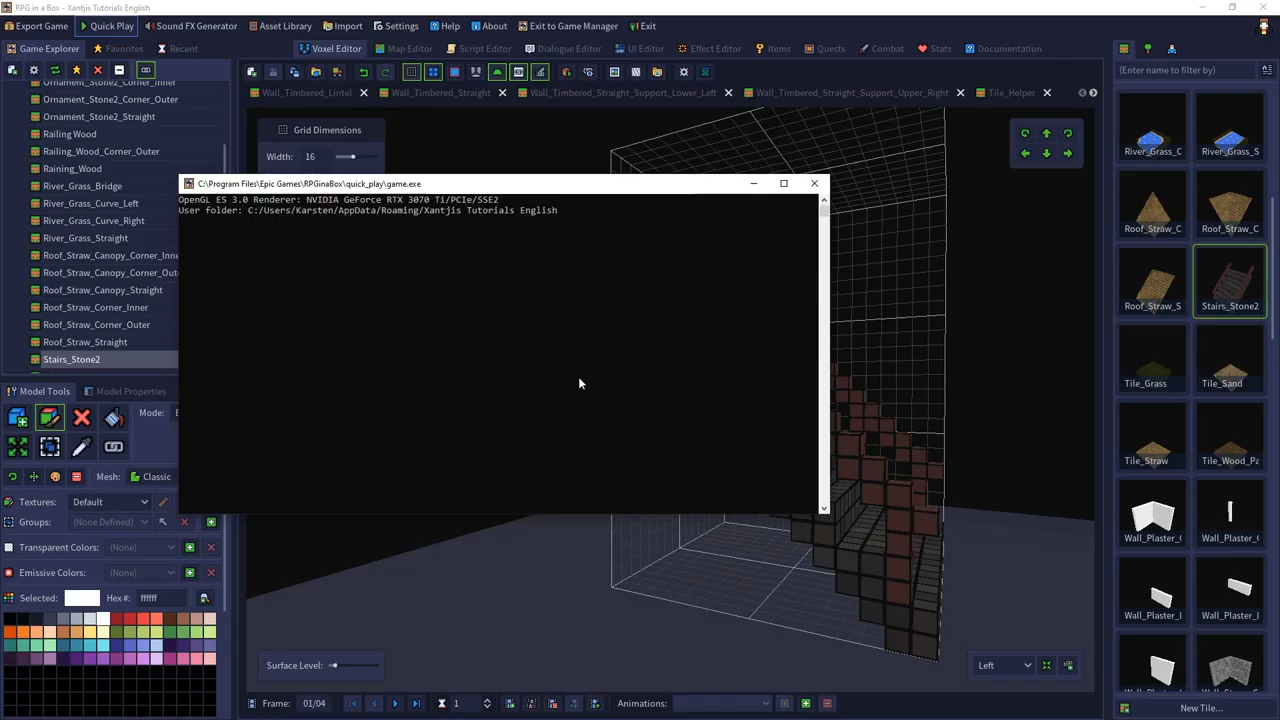 RPG in a Box — Xantjis Tutorials English
Export Game Quick Play Sound FX Generator Asset Library Import Settings Help About Exit to Game Manager Exit
Game Explorer Favorites Recent
Voxel Editor Map Editor Script Editor Dialogue Editor UI Editor Effect Editor Items Quests Combat Stats Documentation
(Enter name to filter by)
Wall_Timbered_Lintel Wall_Timbered_Straight Wall_Timbered_Straight_Support_Lower_Left Wall_Timbered_Straight_Support_Upper_Right Tile_Helper
Ornament_Stone2_Corner_Inner
Ornament_Stone2_Corner_Outer
Ornament_Stone2_Straight
Railing Wood
Railing_Wood_Corner_Outer
Raining_Wood
River_Grass_Bridge
River_Grass_Curve_Left
River_Grass_Curve_Right
River_Grass_Straight
Roof_Straw_Canopy_Corner_Inne
Roof_Straw_Canopy_Corner_Oute
Roof_Straw_Canopy_Straight
Roof_Straw_Corner_Inner
Roof_Straw_Corner_Outer
Roof_Straw_Straight
Stairs_Stone2
Grid Dimensions
Width: 16
C:\Program Files\Epic Games\RPGinaBox\quick_play\game.exe
OpenGL ES 3.0 Renderer: NVIDIA GeForce RTX 3070 Ti/PCIe/SSE2
User folder: C:/Users/Karsten/AppData/Roaming/Xantjis Tutorials English
Model Tools Model Properties
Mode:
Mesh: Classic
Textures: Default
Groups: (None Defined)
Transparent Colors: (None)
Emissive Colors: (None)
Selected: Hex #: ffffff
Surface Level:
Left
Frame: 01/04 1 Animations:
River_Grass_C River_Grass_S
Roof_Straw_C Roof_Straw_C
Roof_Straw_S Stairs_Stone2
Tile_Grass Tile_Sand
Tile_Straw Tile_Wood_Pa
Wall_Plaster_C Wall_Plaster_C
Wall_Plaster_I Wall_Plaster_I
New Tile...